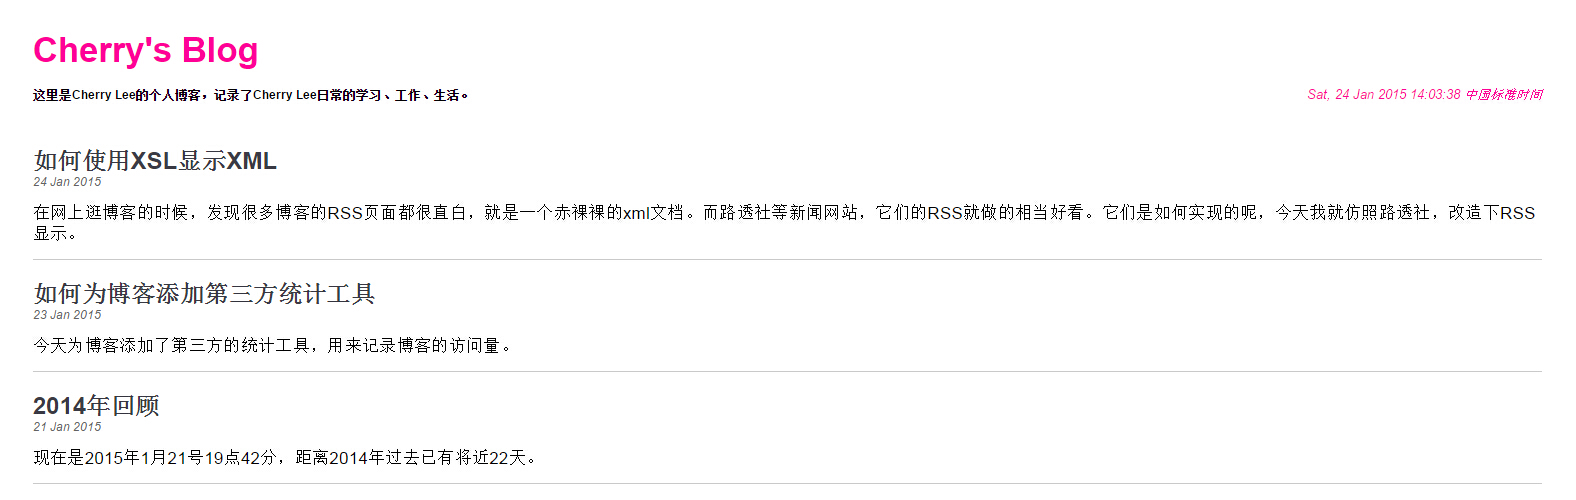 Cherry's Blog
这里是Cherry Lee的个人博客，记录了Cherry Lee日常的学习、工作、生活。
Sat, 24 Jan 2015 14:03:38 中国标准时间
如何使用XSL显示XML
24 Jan 2015
在网上逛博客的时候，发现很多博客的RSS页面都很直白，就是一个赤裸裸的xml文档。而路透社等新闻网站，它们的RSS就做的相当好看。它们是如何实现的呢，今天我就仿照路透社，改造下RSS
显示。
如何为博客添加第三方统计工具
23 Jan 2015
今天为博客添加了第三方的统计工具，用来记录博客的访问量。
2014年回顾
21 Jan 2015
现在是2015年1月21号19点42分，距离2014年过去已有将近22天。